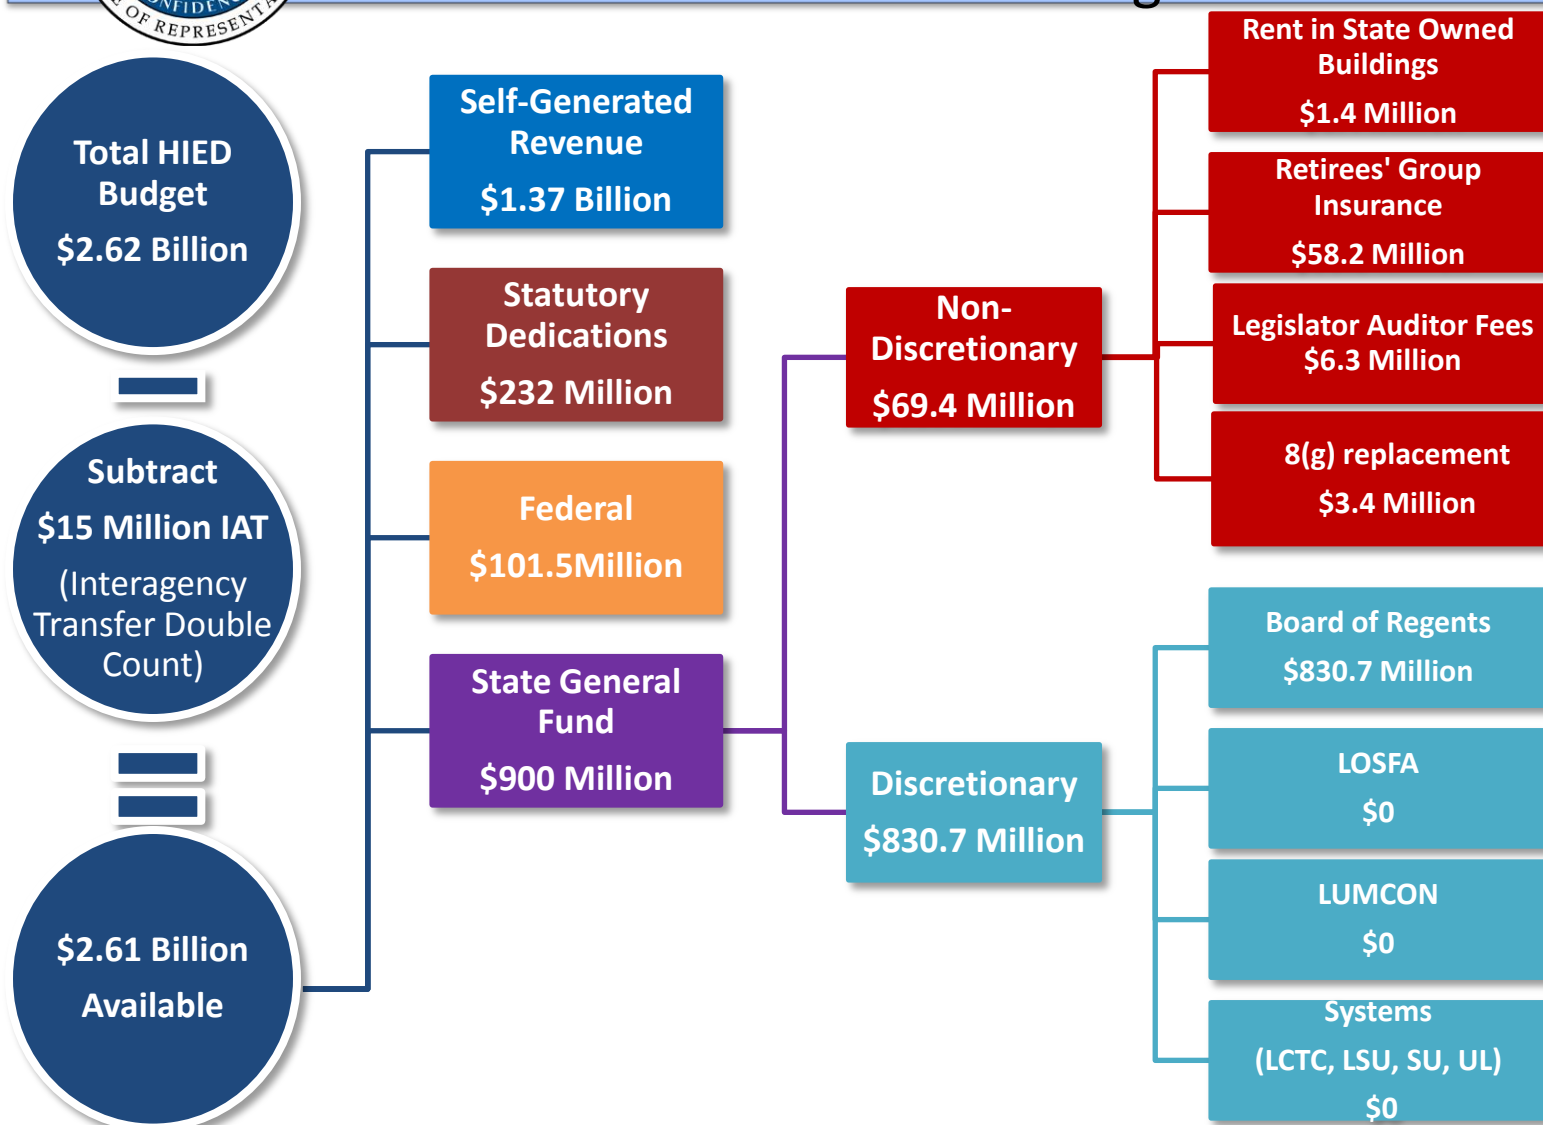 OF REPRESENT
Total HIED
Budget
$2.62 Billion
Subtract
$15 Million IAT
(Interagency
Transfer Double
Count)
$2.61 Billion
Available
Self-Generated
Revenue
$1.37 Billion
Statutory
Dedications
$232 Million
Federal
$101.5Million
State General
Fund
$900 Million
Non-
Discretionary
$69.4 Million
Discretionary
$830.7 Million
Rent in State Owned
Buildings
$1.4 Million
Retirees' Group
Insurance
$58.2 Million
Legislator Auditor Fees
$6.3 Million
8(g) replacement
$3.4 Million
Board of Regents
$830.7 Million
LOSFA
$0
LUMCON
$0
Systems
(LCTC, LSU, SU, UL)
$0